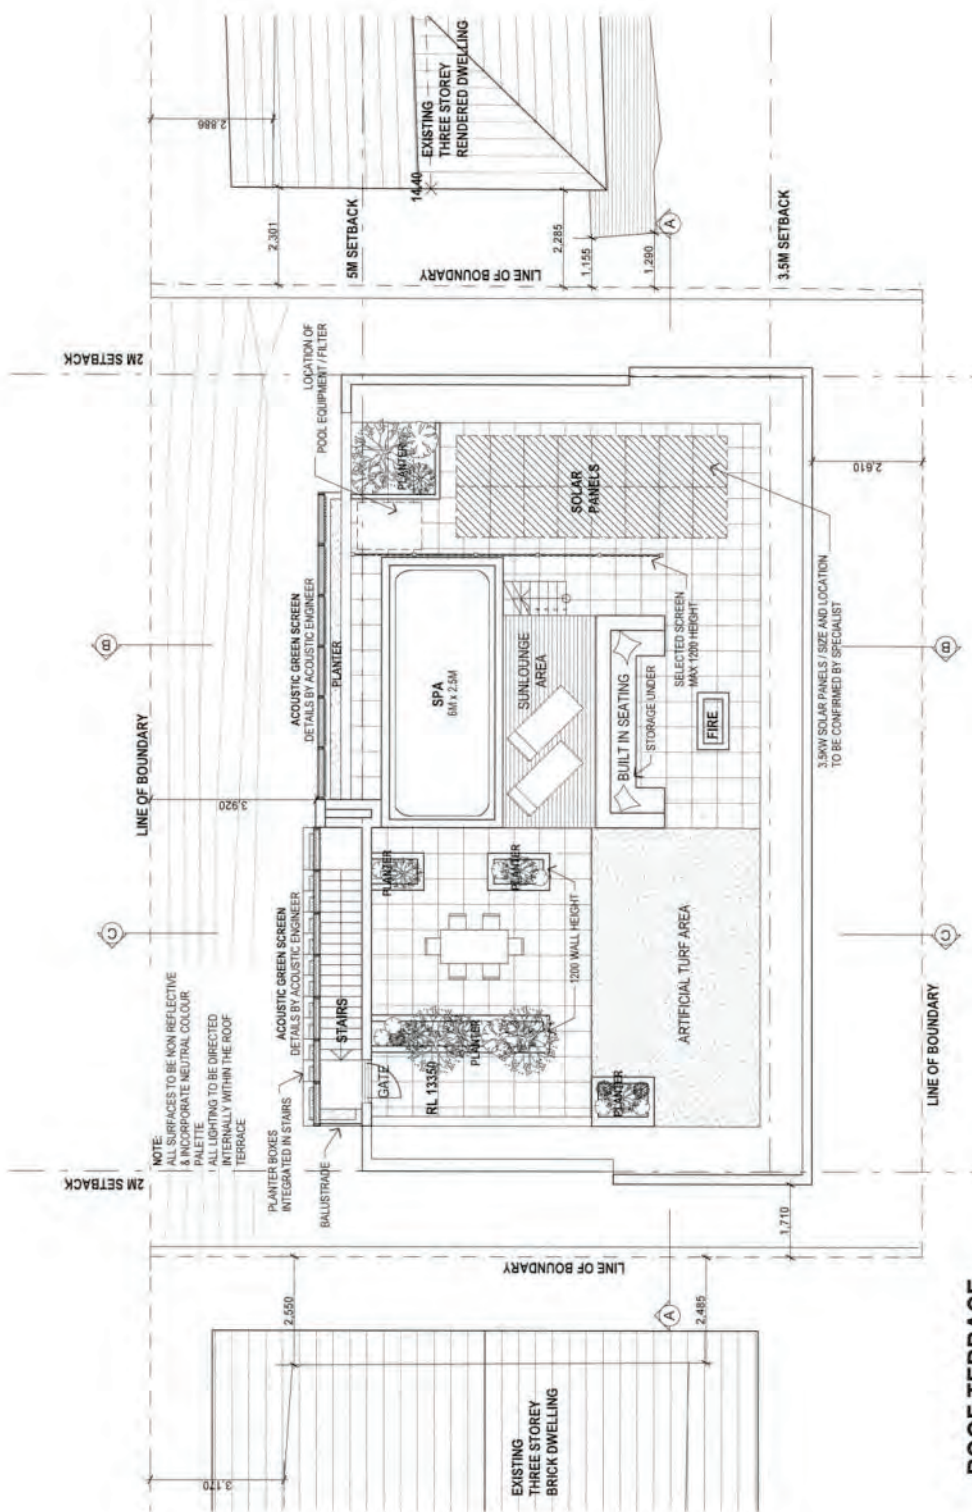 NOTE:
ALL SURFACES TO BE NON REFLECTIVE
& INCORPORATE NEUTRAL COLOUR
PALETTE
ALL LIGHTING TO BE DIRECTED
INTERNALLY WITHIN THE ROOF
TERRACE
LINE OF BOUNDARY
C
B
2M SETBACK
2M SETBACK
3,170
2,550
3,920
2,301
2,886
PLANTER BOXES
INTEGRATED IN STAIRS
BALUSTRADE
ACOUSTIC GREEN SCREEN
DETAILS BY ACOUSTIC ENGINEER
ACOUSTIC GREEN SCREEN
DETAILS BY ACOUSTIC ENGINEER
LOCATION OF
POOL EQUIPMENT / FILTER
5M SETBACK
14.40
EXISTING
THREE STOREY
RENDERED DWELLING
STAIRS
PLANTER
GATE
RL 13350
PLANTER
PLANTER
PLANTER
PLANTER
1200 WALL HEIGHT
SPA
6M x 2.5M
SUNLOUNGE
AREA
SOLAR
PANELS
LINE OF BOUNDARY
LINE OF BOUNDARY
2,285
1,155
1,290
A
A
2,485
EXISTING
THREE STOREY
BRICK DWELLING
PLANTER
ARTIFICIAL TURF AREA
BUILT IN SEATING
STORAGE UNDER
FIRE
SELECTED SCREEN
MAX 1200 HEIGHT
3.5M SETBACK
1,710
2,610
3.5KW SOLAR PANELS / SIZE AND LOCATION
TO BE CONFIRMED BY SPECIALIST
LINE OF BOUNDARY
C
B
ROOF TERRACE